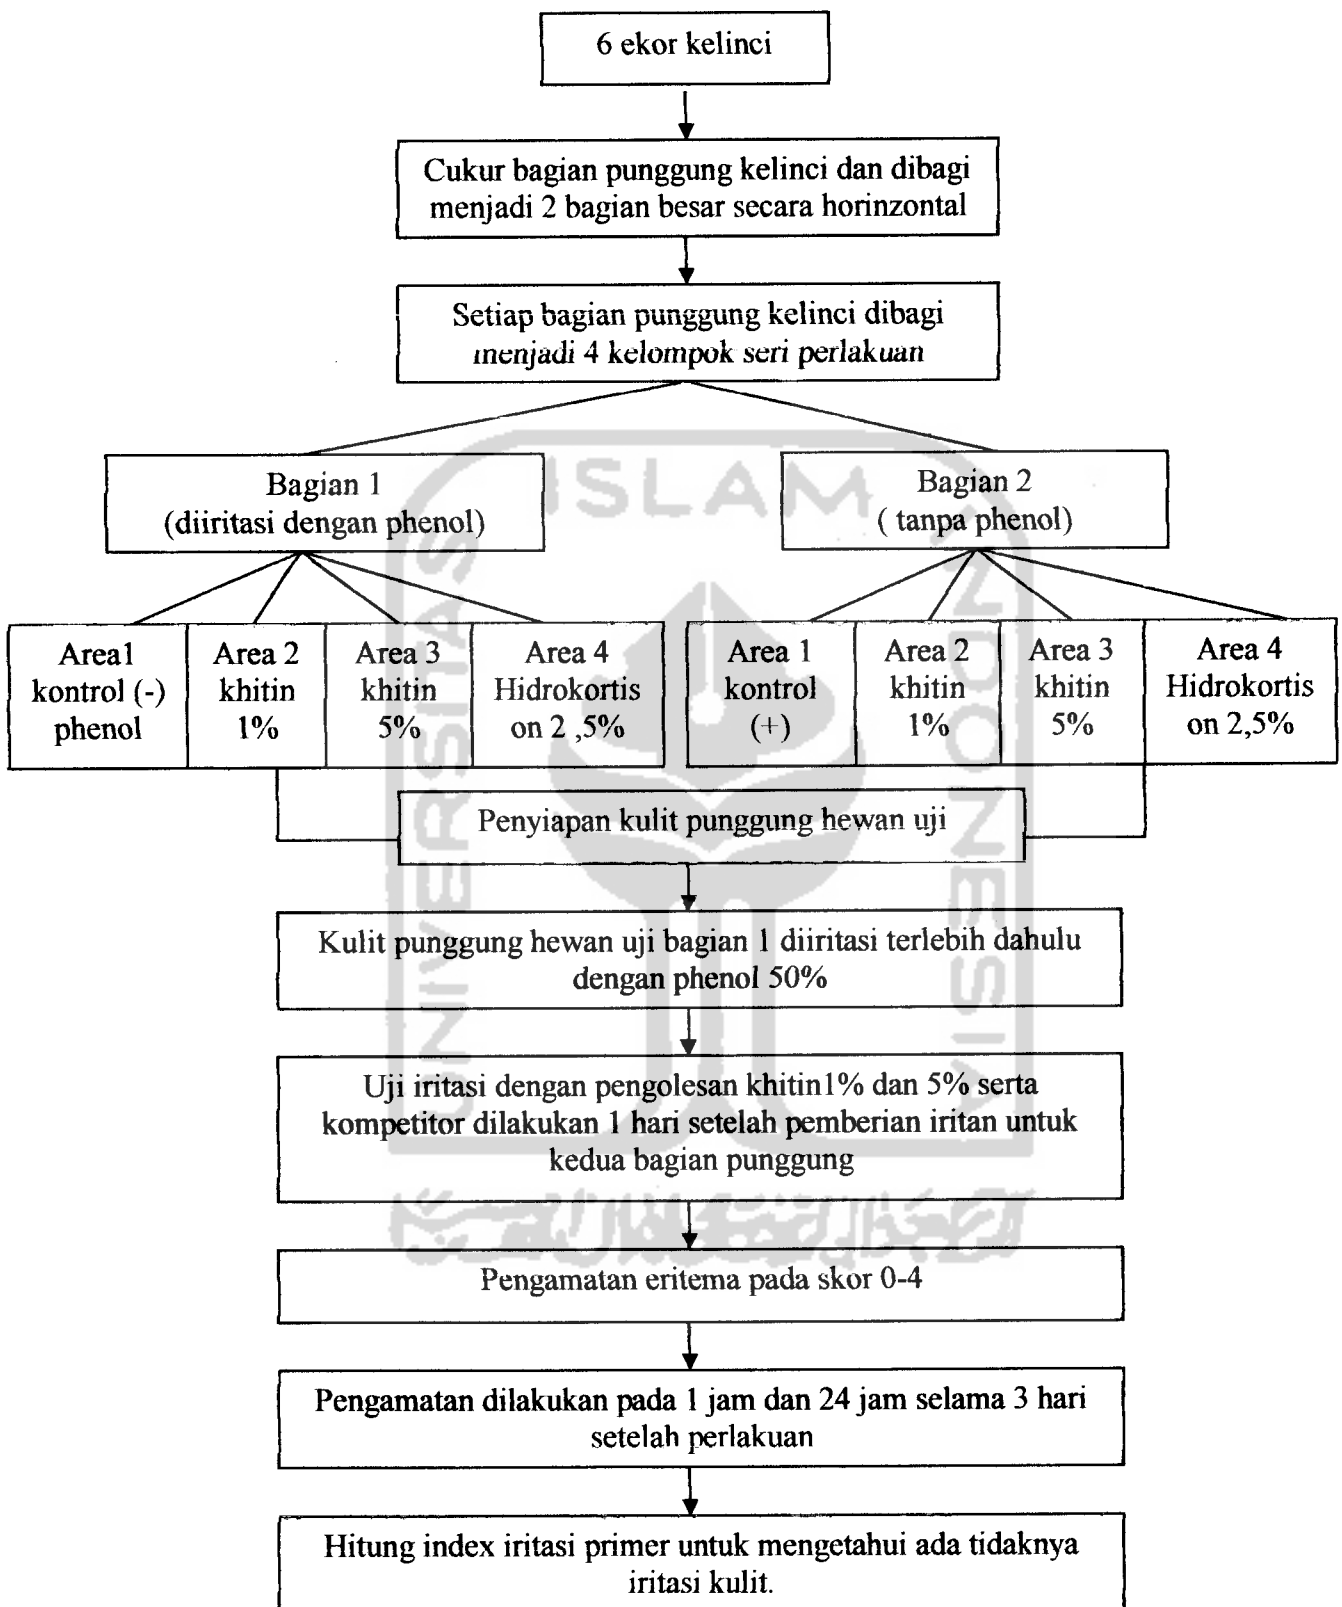 6 ekor kelinci
Cukur bagian punggung kelinci dan dibagi
menjadi 2 bagian besar secara horinzontal
Setiap bagian punggung kelinci dibagi
menjadi 4 kelompok seri perlakuan
Bagian 1
(diiritasi dengan phenol)
Bagian 2
( tanpa phenol)
Area1
kontrol (-)
phenol
Area 2
khitin
1%
Area 3
khitin
5%
Area 4
Hidrokortis
on 2 ,5%
Area 1
kontrol
(+)
Area 2
khitin
1%
Area 3
khitin
5%
Area 4
Hidrokortis
on 2,5%
Penyiapan kulit punggung hewan uji
Kulit punggung hewan uji bagian 1 diiritasi terlebih dahulu
dengan phenol 50%
Uji iritasi dengan pengolesan khitin1% dan 5% serta
kompetitor dilakukan 1 hari setelah pemberian iritan untuk
kedua bagian punggung
Pengamatan eritema pada skor 0-4
Pengamatan dilakukan pada 1 jam dan 24 jam selama 3 hari
setelah perlakuan
Hitung index iritasi primer untuk mengetahui ada tidaknya
iritasi kulit.
UNIVERSITAS
ISLAM
INDONESIA